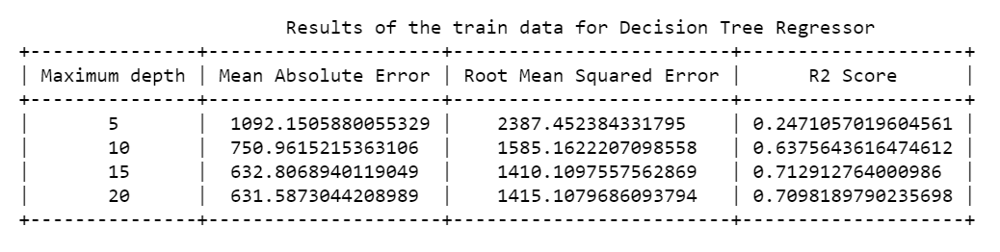 Results of the train data for Decision Tree Regressor
+---------------+---------------------+-------------------------+--------------------+
| Maximum depth | Mean Absolute Error | Root Mean Squared Error |      R2 Score      |
+---------------+---------------------+-------------------------+--------------------+
|       5       |  1092.1505880055329 |    2387.452384331795    | 0.2471057019604561 |
|       10      |  750.9615215363106  |    1585.1622207098558   | 0.6375643616474612 |
|       15      |  632.8068940119049  |    1410.1097557562869   | 0.712912764000986  |
|       20      |  631.5873044208989  |    1415.1079686093794   | 0.7098189790235698 |
+---------------+---------------------+-------------------------+--------------------+